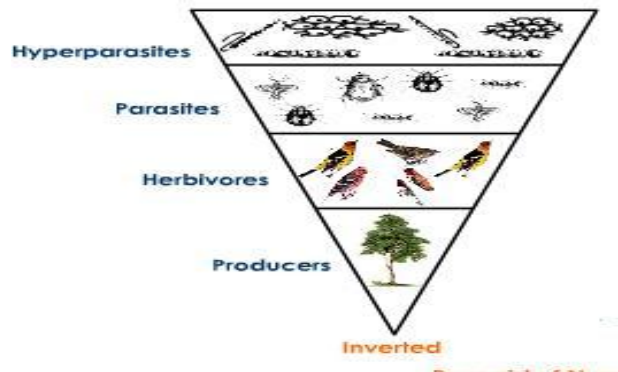 Hyperparasites
Parasites
Herbivores
Producers
Inverted